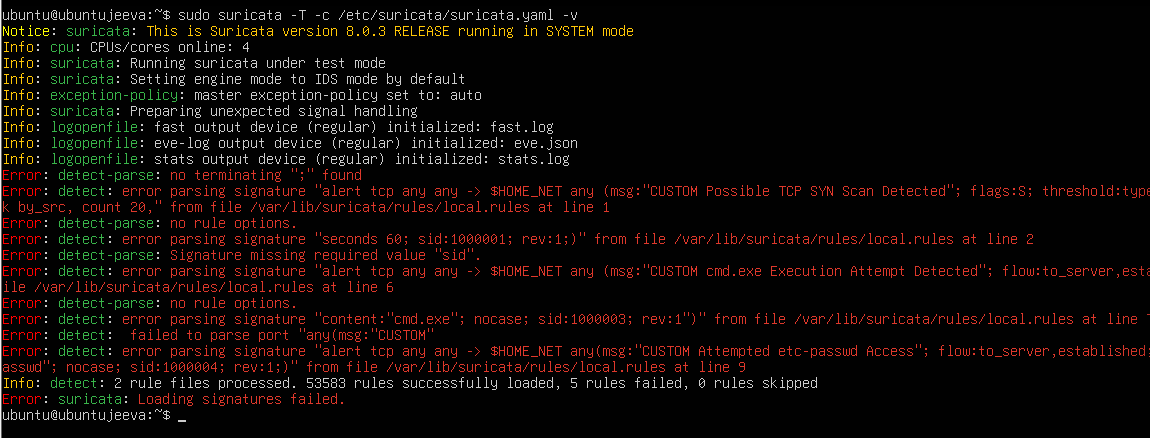 ubuntu@ubuntujeeva:~$ sudo suricata -T -c /etc/suricata/suricata.yaml -v
Notice: suricata: This is Suricata version 8.0.3 RELEASE running in SYSTEM mode
Info: cpu: CPUs/cores online: 4
Info: suricata: Running suricata under test mode
Info: suricata: Setting engine mode to IDS mode by default
Info: exception-policy: master exception-policy set to: auto
Info: suricata: Preparing unexpected signal handling
Info: logopenfile: fast output device (regular) initialized: fast.log
Info: logopenfile: eve-log output device (regular) initialized: eve.json
Info: logopenfile: stats output device (regular) initialized: stats.log
Error: detect-parse: no terminating ";" found
Error: detect: error parsing signature "alert tcp any any -> $HOME_NET any (msg:"CUSTOM Possible TCP SYN Scan Detected"; flags:S; threshold:type
k by_src, count 20," from file /var/lib/suricata/rules/local.rules at line 1
Error: detect-parse: no rule options.
Error: detect: error parsing signature "seconds 60; sid:1000001; rev:1;)" from file /var/lib/suricata/rules/local.rules at line 2
Error: detect-parse: Signature missing required value "sid".
Error: detect: error parsing signature "alert tcp any any -> $HOME_NET any (msg:"CUSTOM cmd.exe Execution Attempt Detected"; flow:to_server,esta
ile /var/lib/suricata/rules/local.rules at line 6
Error: detect-parse: no rule options.
Error: detect: error parsing signature "content:"cmd.exe"; nocase; sid:1000003; rev:1")" from file /var/lib/suricata/rules/local.rules at line 7
Error: detect:  failed to parse port "any(msg:"CUSTOM"
Error: detect: error parsing signature "alert tcp any any -> $HOME_NET any(msg:"CUSTOM Attempted etc-passwd Access"; flow:to_server,established;
asswd"; nocase; sid:1000004; rev:1;)" from file /var/lib/suricata/rules/local.rules at line 9
Info: detect: 2 rule files processed. 53583 rules successfully loaded, 5 rules failed, 0 rules skipped
Error: suricata: Loading signatures failed.
ubuntu@ubuntujeeva:~$ _